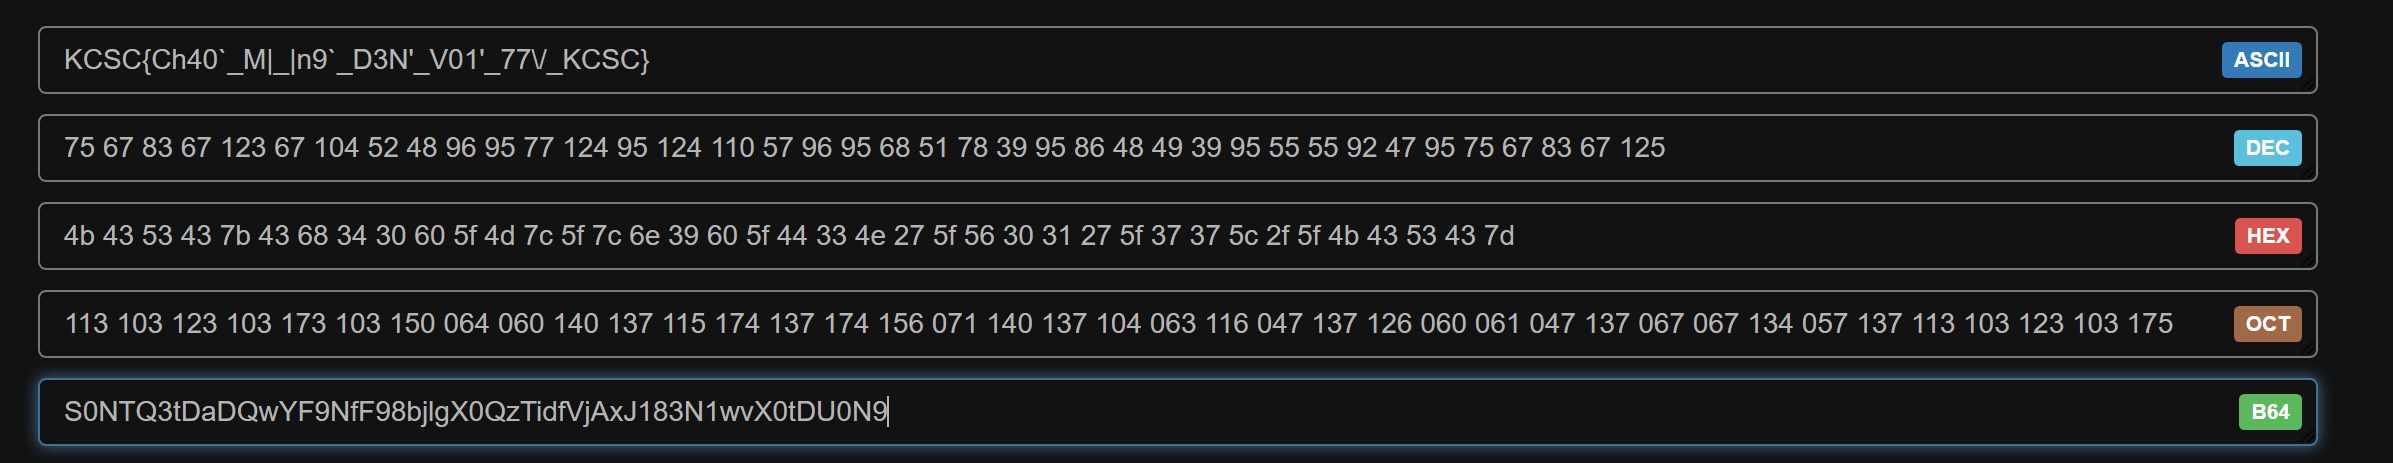 KCSC{Ch40`_M|_|n9`_D3N'_V01'_77\/_KCSC} ASCII
75 67 83 67 123 67 104 52 48 96 95 77 124 95 124 110 57 96 95 68 51 78 39 95 86 48 49 39 95 55 55 92 47 95 75 67 83 67 125 DEC
4b 43 53 43 7b 43 68 34 30 60 5f 4d 7c 5f 7c 6e 39 60 5f 44 33 4e 27 5f 56 30 31 27 5f 37 37 5c 2f 5f 4b 43 53 43 7d HEX
113 103 123 103 173 103 150 064 060 140 137 115 174 137 174 156 071 140 137 104 063 116 047 137 126 060 061 047 137 067 067 134 057 137 113 103 123 103 175 OCT
S0NTQ3tDaDQwYF9NfF98bjlgX0QzTidfVjAxJ183N1wvX0tDU0N9 B64